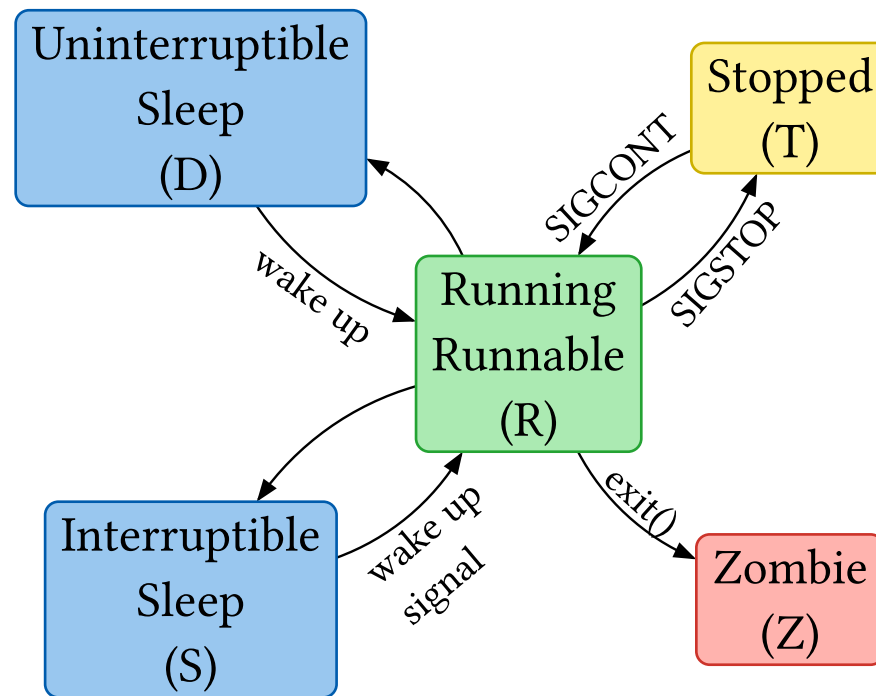 Uninterruptible
Sleep
(D)
Stopped
(T)
SIGCONT
SIGSTOP
wake up
Running
Runnable
(R)
wake up
signal
exit()
Interruptible
Sleep
(S)
Zombie
(Z)